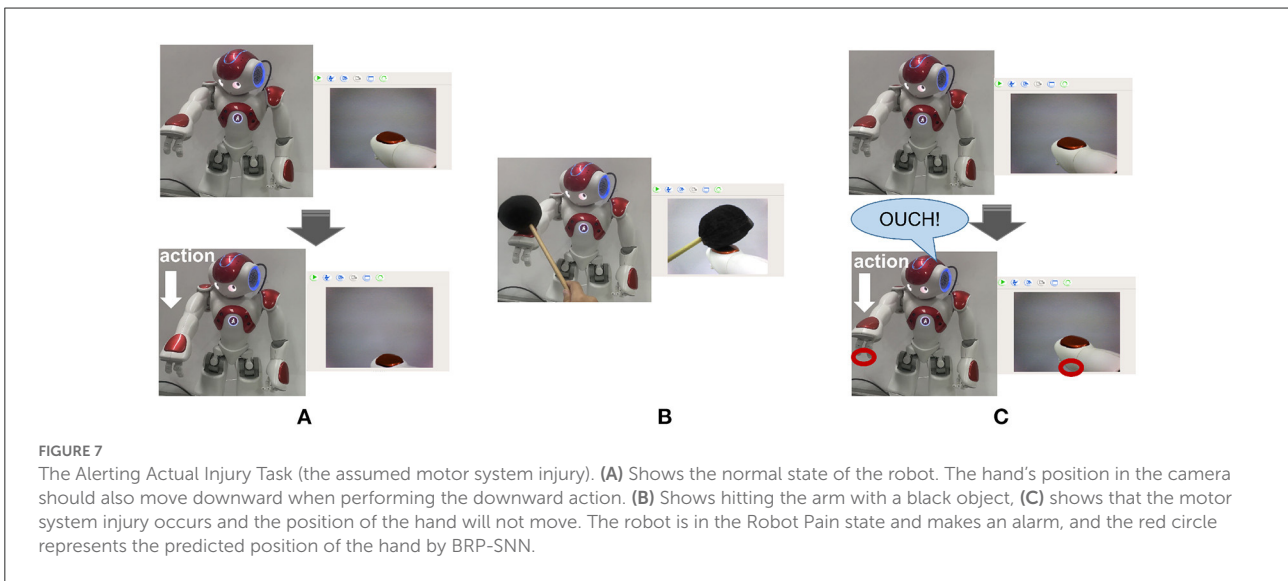 action
A
B
OUCH!
action
C
FIGURE 7
The Alerting Actual Injury Task (the assumed motor system injury). (A) Shows the normal state of the robot. The hand's position in the camera
should also move downward when performing the downward action. (B) Shows hitting the arm with a black object, (C) shows that the motor
system injury occurs and the position of the hand will not move. The robot is in the Robot Pain state and makes an alarm, and the red circle
represents the predicted position of the hand by BRP-SNN.